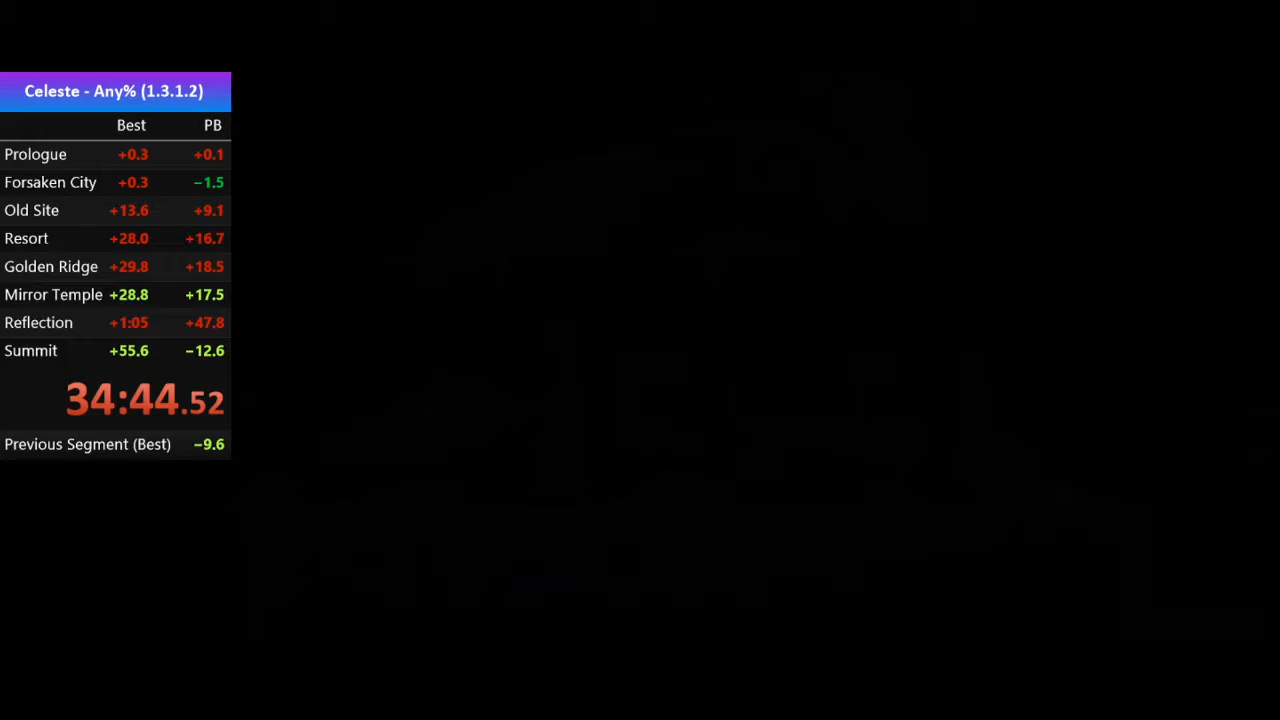 Celeste - Any% (1.3.1.2)
Best PB
Prologue +0.3 +0.1
Forsaken City +0.3 −1.5
Old Site +13.6 +9.1
Resort +28.0 +16.7
Golden Ridge +29.8 +18.5
Mirror Temple +28.8 +17.5
Reflection +1:05 +47.8
Summit +55.6 −12.6
34:44.52
Previous Segment (Best) −9.6